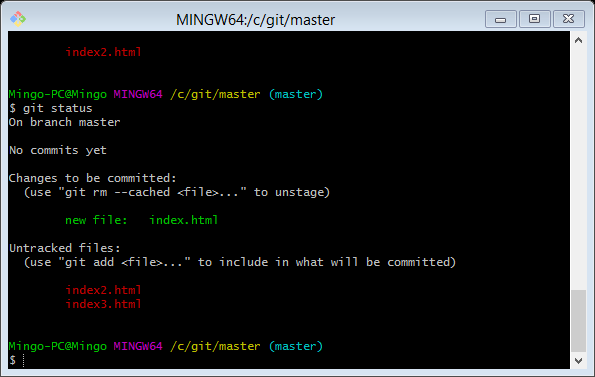 MINGW64:/c/git/master
index2.html
Mingo-PC@Mingo MINGW64 /c/git/master (master)
$ git status
On branch master
No commits yet
Changes to be committed:
(use "git rm --cached <file>..." to unstage)
new file:   index.html
Untracked files:
(use "git add <file>..." to include in what will be committed)
index2.html
index3.html
Mingo-PC@Mingo MINGW64 /c/git/master (master)
$